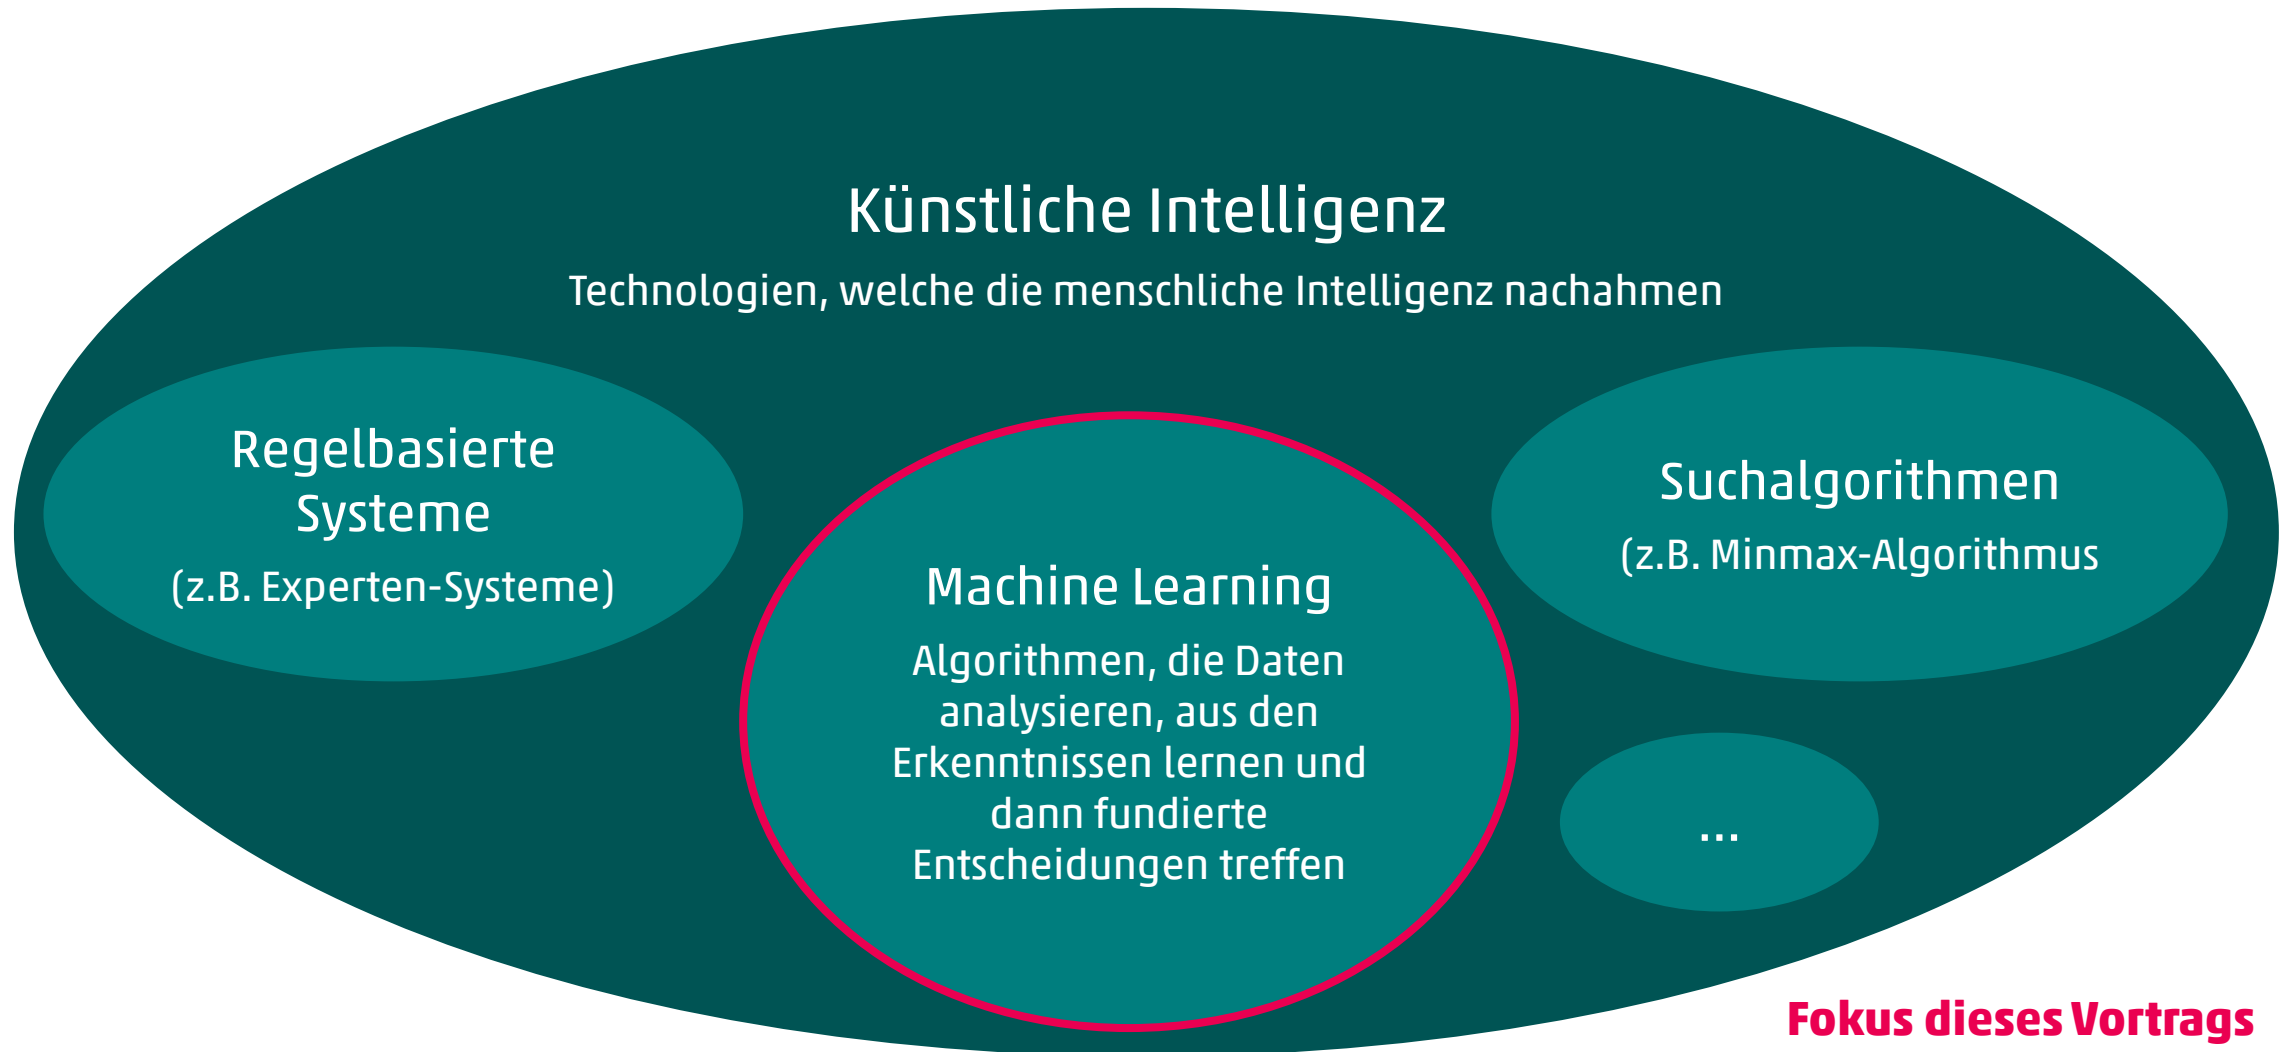 Künstliche Intelligenz
Technologien, welche die menschliche Intelligenz nachahmen
Regelbasierte
Systeme
(z.B. Experten-Systeme)
Machine Learning
Algorithmen, die Daten
analysieren, aus den
Erkenntnissen lernen und
dann fundierte
Entscheidungen treffen
Suchalgorithmen
(z.B. Minmax-Algorithmus
...
Fokus dieses Vortrags